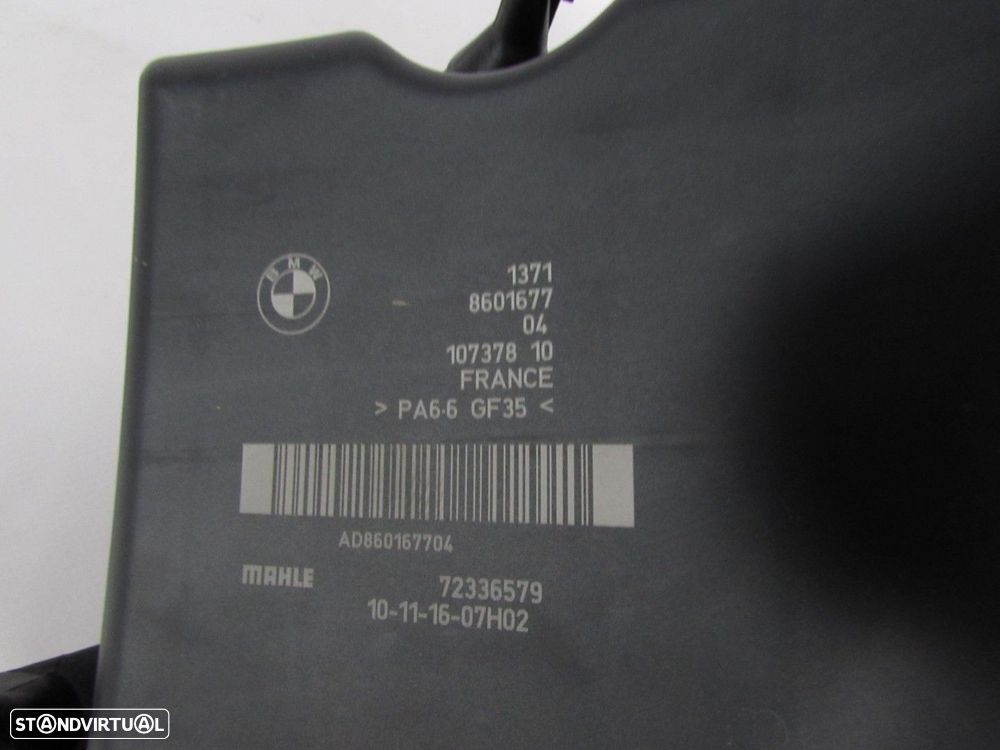 BMW
1371
8601677
04
107378 10
FRANCE
> PA6·6 GF35 <
AD860167704
MAHLE 72336579
10-11-16-07H02
STANDVIRTUAL